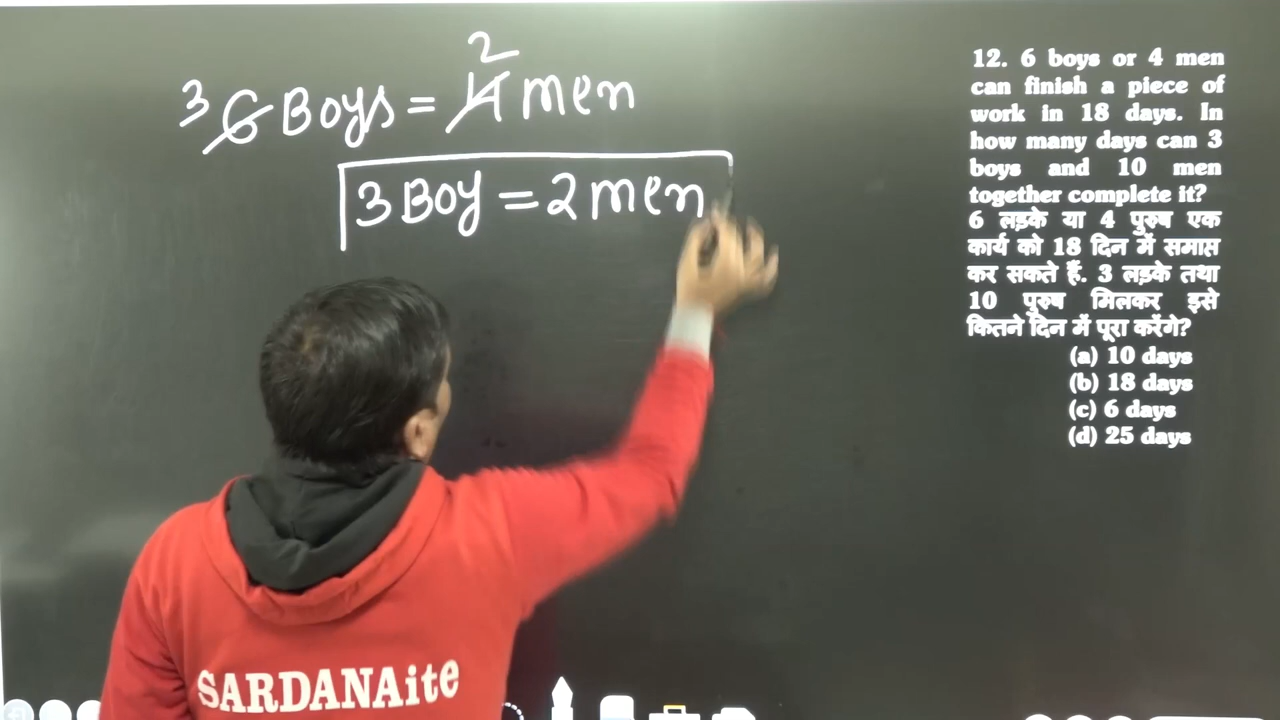 2
3 6 Boys = 4 men
3 Boy = 2 men
12. 6 boys or 4 men
can finish a piece of
work in 18 days. In
how many days can 3
boys and 10 men
together complete it?
6 लड़के या 4 पुरुष एक
कार्य को 18 दिन में समाप्त
कर सकते हैं. 3 लड़के तथा
10 पुरुष मिलकर इसे
कितने दिन में पूरा करेंगे?
(a) 10 days
(b) 18 days
(c) 6 days
(d) 25 days
SARDANAite